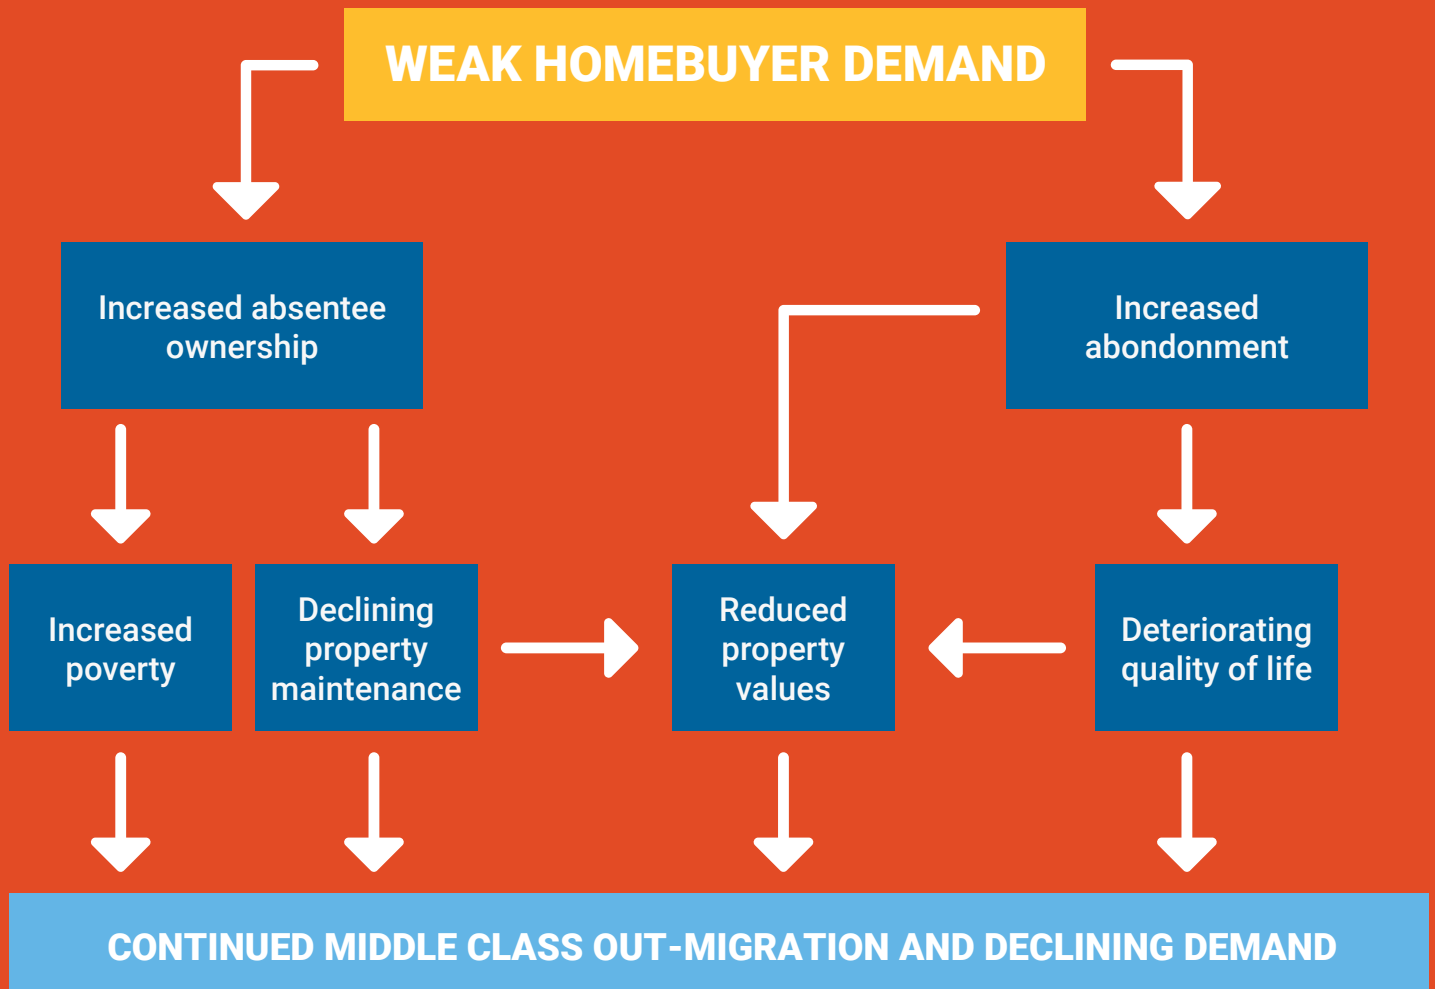 WEAK HOMEBUYER DEMAND
Increased absentee
ownership
Increased
abondonment
Increased
poverty
Declining
property
maintenance
Reduced
property
values
Deteriorating
quality of life
CONTINUED MIDDLE CLASS OUT-MIGRATION AND DECLINING DEMAND